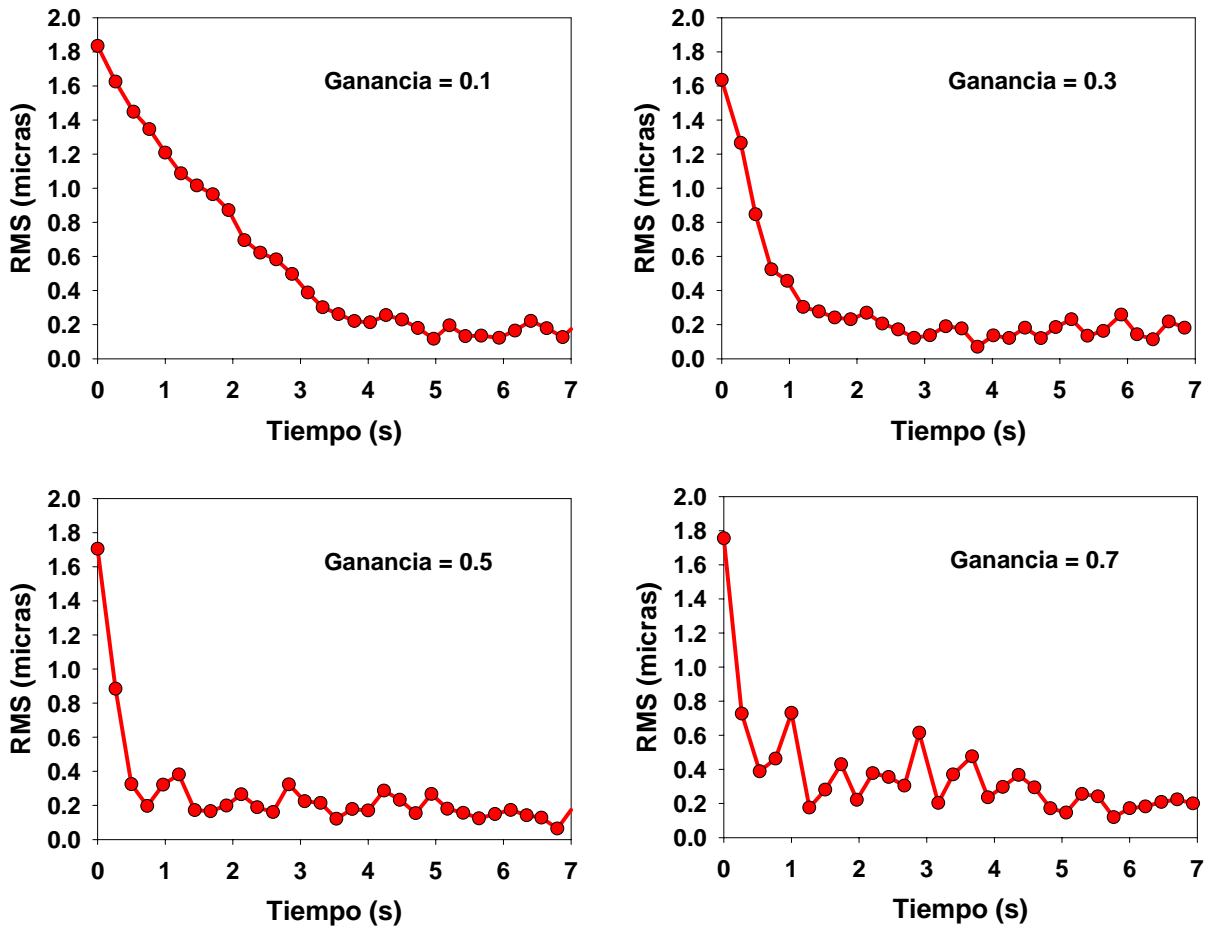 2.0
1.8
1.6
1.4
1.2
1.0
0.8
0.6
0.4
0.2
0.0
RMS (micras)
Ganancia = 0.1
0 1 2 3 4 5 6 7
Tiempo (s)
2.0
1.8
1.6
1.4
1.2
1.0
0.8
0.6
0.4
0.2
0.0
RMS (micras)
Ganancia = 0.3
0 1 2 3 4 5 6 7
Tiempo (s)
2.0
1.8
1.6
1.4
1.2
1.0
0.8
0.6
0.4
0.2
0.0
RMS (micras)
Ganancia = 0.5
0 1 2 3 4 5 6 7
Tiempo (s)
2.0
1.8
1.6
1.4
1.2
1.0
0.8
0.6
0.4
0.2
0.0
RMS (micras)
Ganancia = 0.7
0 1 2 3 4 5 6 7
Tiempo (s)